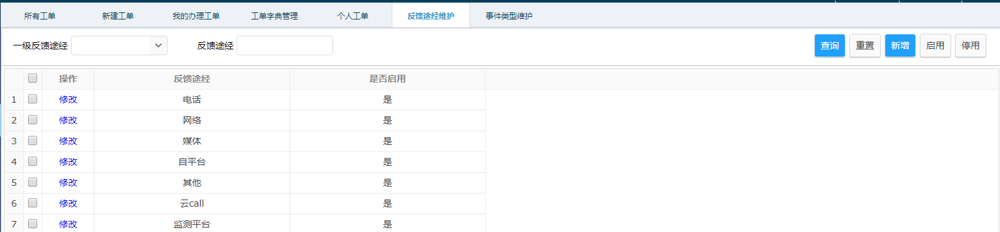 所有工单 新建工单 我的办理工单 工单字典管理 个人工单 反馈途经维护 事件类型维护
一级反馈途经 反馈途经 查询 重置 新增 启用 停用
操作 反馈途经 是否启用
1 修改 电话 是
2 修改 网络 是
3 修改 媒体 是
4 修改 自平台 是
5 修改 其他 是
6 修改 云call 是
7 修改 监测平台 是